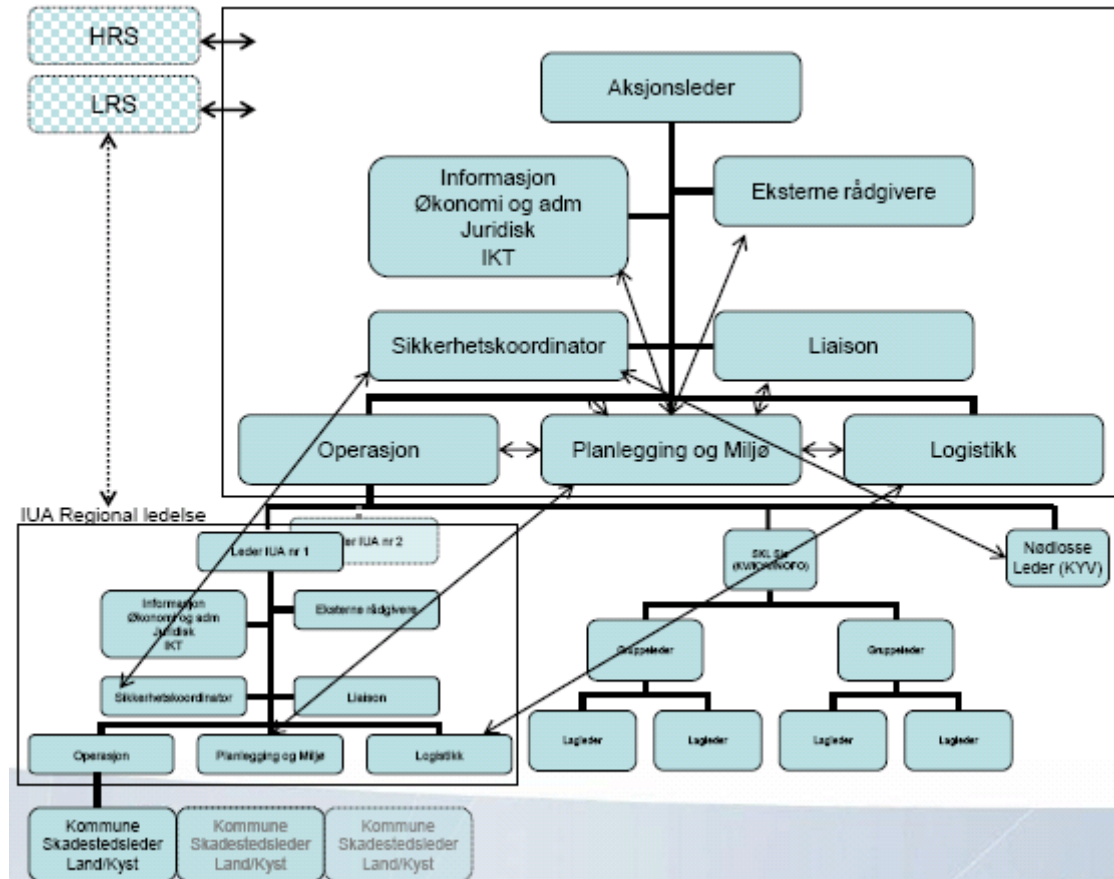 HRS
LRS
Aksjonsleder
Informasjon
Økonomi og adm
Juridisk
IKT
Eksterne rådgivere
Sikkerhetskoordinator
Liaison
Operasjon
Planlegging og Miljø
Logistikk
IUA Regional ledelse
Leder IUA nr 1
er IUA nr 2
Informasjon
Økonomi og adm
Juridisk
IKT
Eksterne rådgivere
Sikkerhetskoordinator
Liaison
Operasjon
Planlegging og Miljø
Logistikk
Kommune
Skadestedsleder
Land/Kyst
Kommune
Skadestedsleder
Land/Kyst
Kommune
Skadestedsleder
Land/Kyst
SKL
Nødlosse
Leder (KYV)
Gruppeleder
Gruppeleder
Lagleder
Lagleder
Lagleder
Lagleder